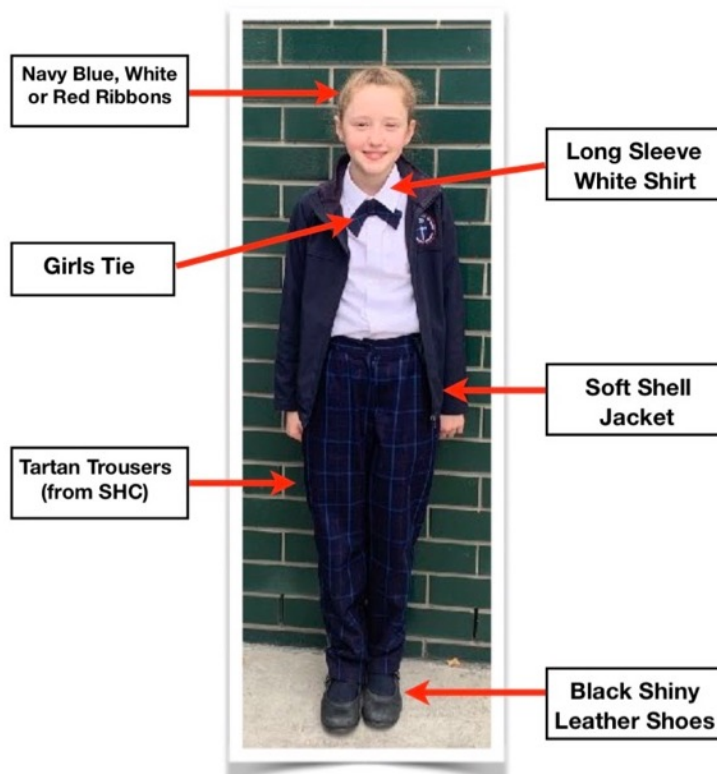 Navy Blue, White
or Red Ribbons
Long Sleeve
White Shirt
Girls Tie
Soft Shell
Jacket
Tartan Trousers
(from SHC)
Black Shiny
Leather Shoes